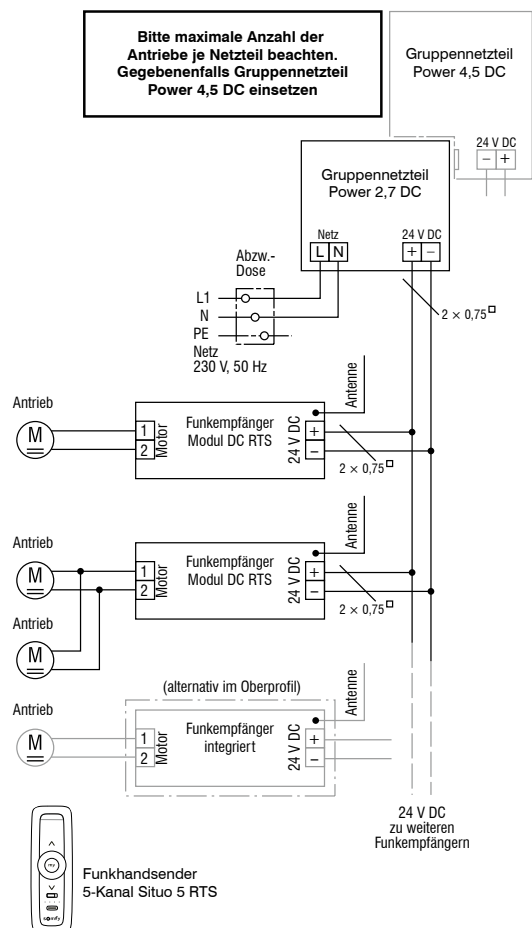 Bitte maximale Anzahl der
Antriebe je Netzteil beachten.
Gegebenenfalls Gruppennetzteil
Power 4,5 DC einsetzen
Gruppennetzteil
Power 4,5 DC
24 V DC
− +
Gruppennetzteil
Power 2,7 DC
Netz
L N
24 V DC
+ −
Abzw.-
Dose
L1
N
PE
Netz
230 V, 50 Hz
2 × 0,75
Antrieb
M
1
2
Motor
Funkempfänger
Modul DC RTS
24 V DC
+
−
Antenne
2 × 0,75
Antrieb
M
Antrieb
M
1
2
Motor
Funkempfänger
Modul DC RTS
24 V DC
+
−
Antenne
2 × 0,75
(alternativ im Oberprofil)
Antrieb
M
1
2
Motor
Funkempfänger
integriert
24 V DC
+
−
Antenne
24 V DC
zu weiteren
Funkempfängern
my
somfy
Funkhandsender
5-Kanal Situo 5 RTS